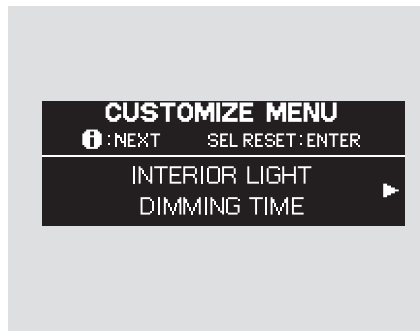 CUSTOMIZE MENU
i:NEXT SEL RESET:ENTER
INTERIOR LIGHT
DIMMING TIME